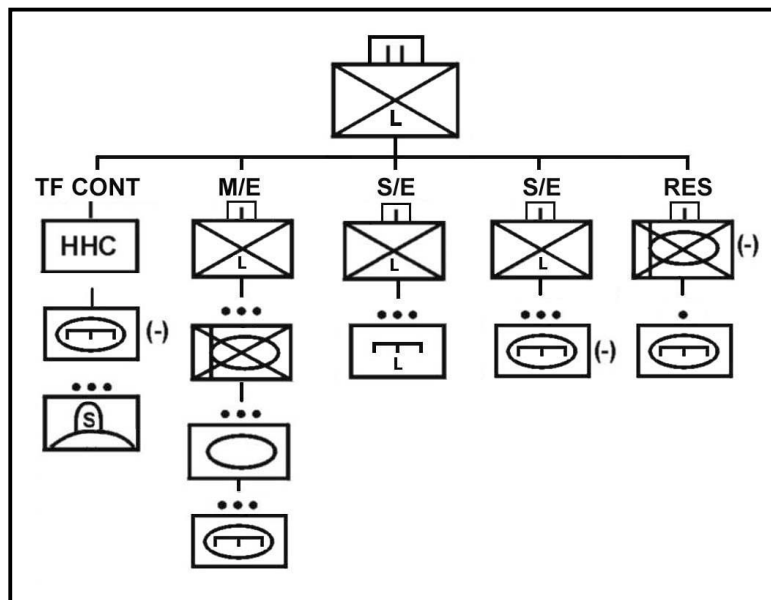 L
TF CONT M/E S/E S/E RES
HHC L L L (-)
(-) L (-)
S